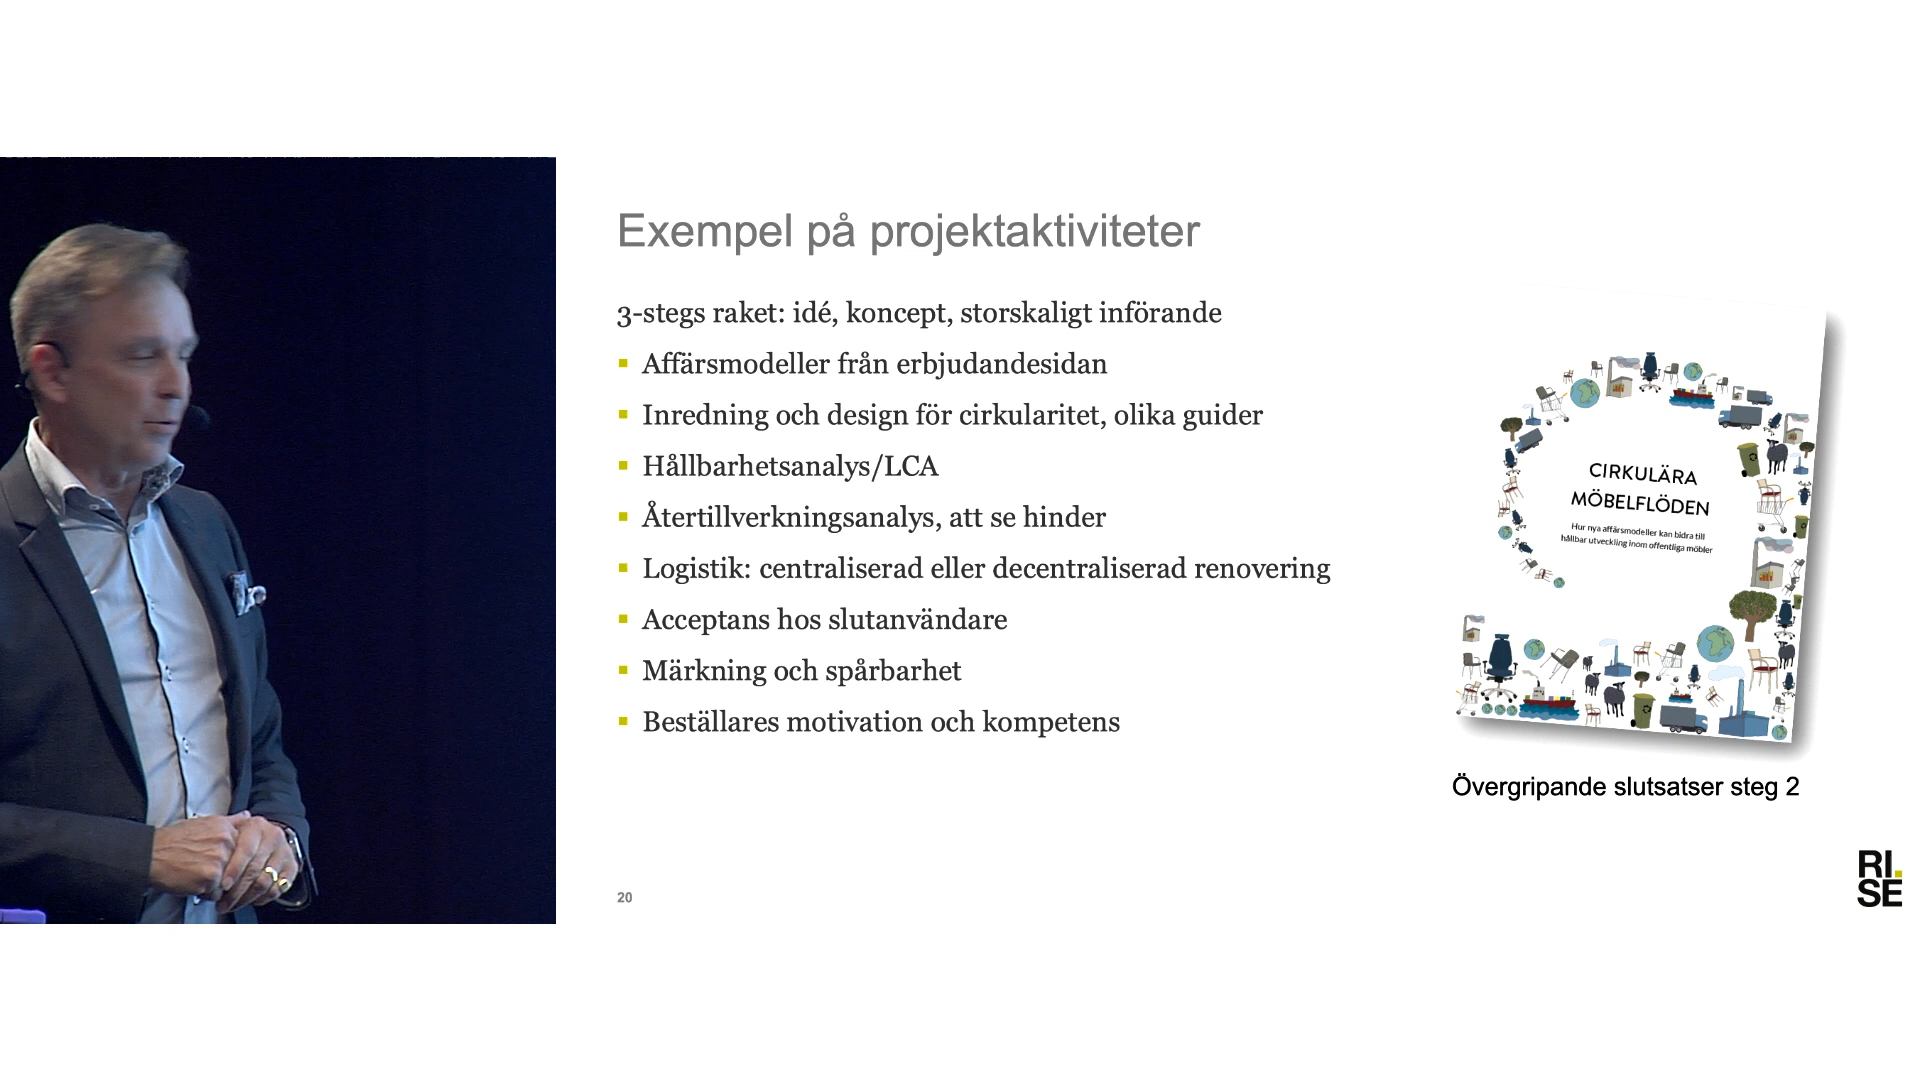 Exempel på projektaktiviteter
3-stegs raket: idé, koncept, storskaligt införande
Affärsmodeller från erbjudandesidan
Inredning och design för cirkularitet, olika guider
Hållbarhetsanalys/LCA
Återtillverkningsanalys, att se hinder
Logistik: centraliserad eller decentraliserad renovering
Acceptans hos slutanvändare
Märkning och spårbarhet
Beställares motivation och kompetens
CIRKULÄRA
MÖBELFLÖDEN
Hur nya affärsmodeller kan bidra till
hållbar utveckling inom offentliga möbler
Övergripande slutsatser steg 2
20
RI.
SE